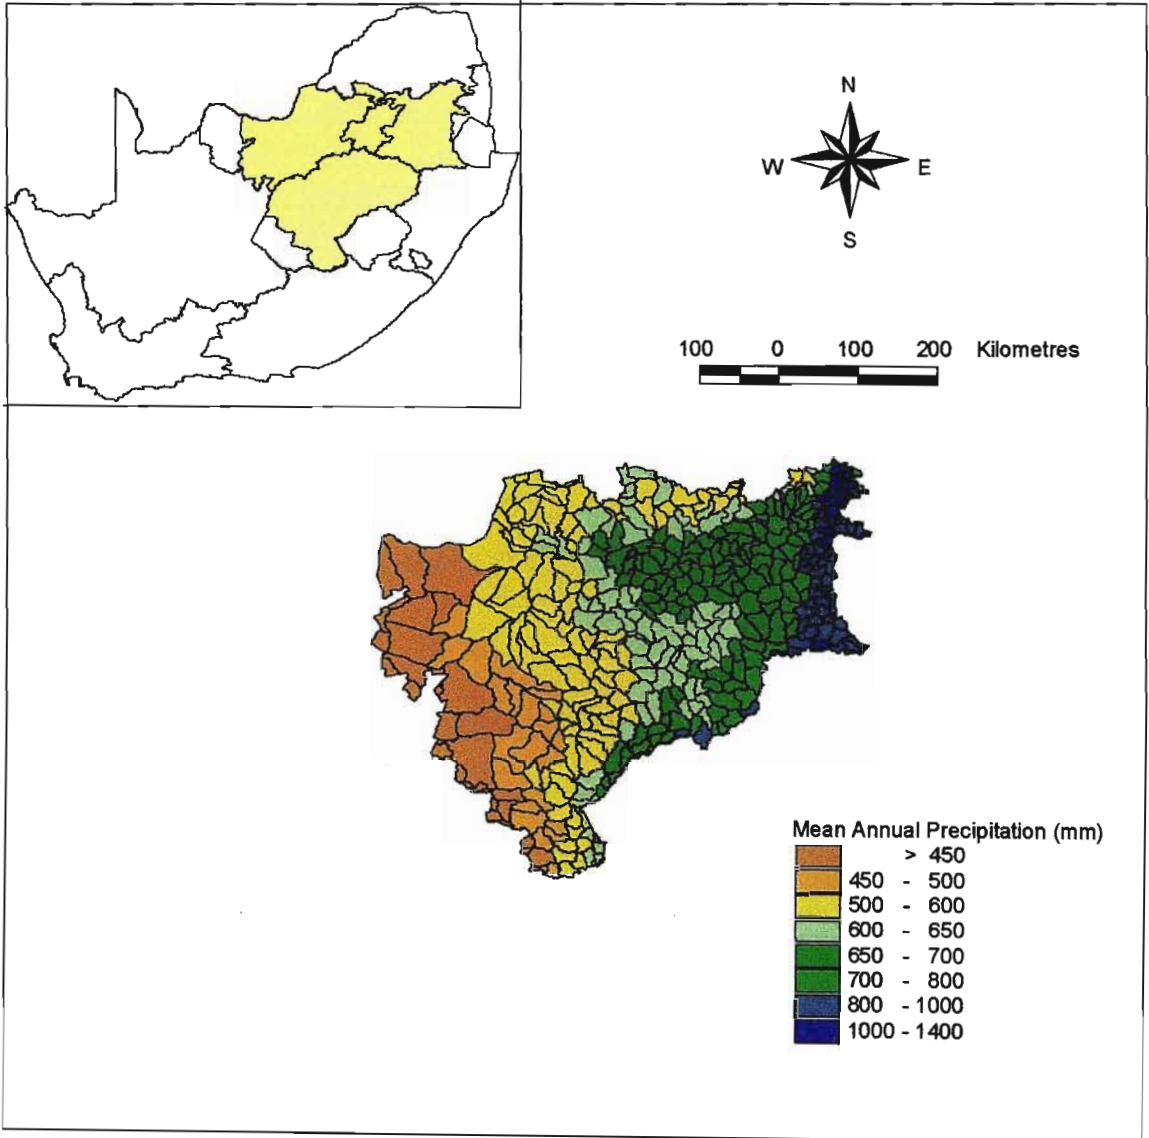 N
W E
S
100 0 100 200 Kilometres
Mean Annual Precipitation (mm)
> 450
450 - 500
500 - 600
600 - 650
650 - 700
700 - 800
800 - 1000
1000 - 1400